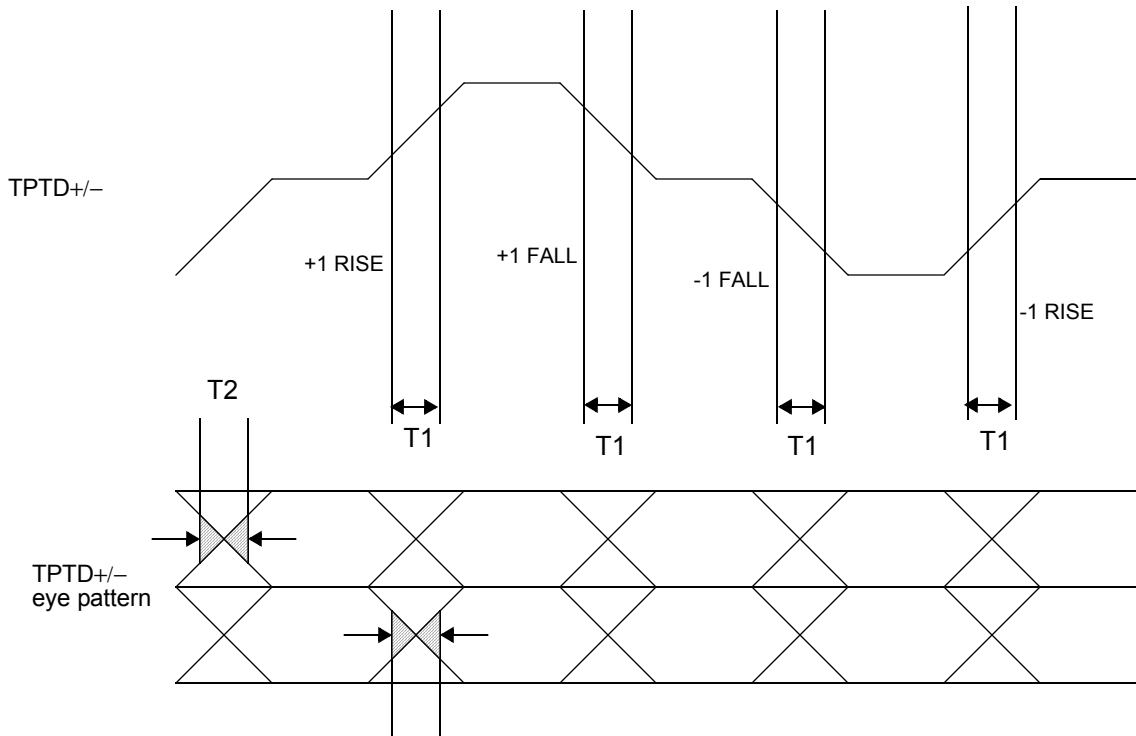 TPTD+/−
+1 RISE
+1 FALL
-1 FALL
-1 RISE
T2
T1
T1
T1
T1
TPTD+/−
eye pattern